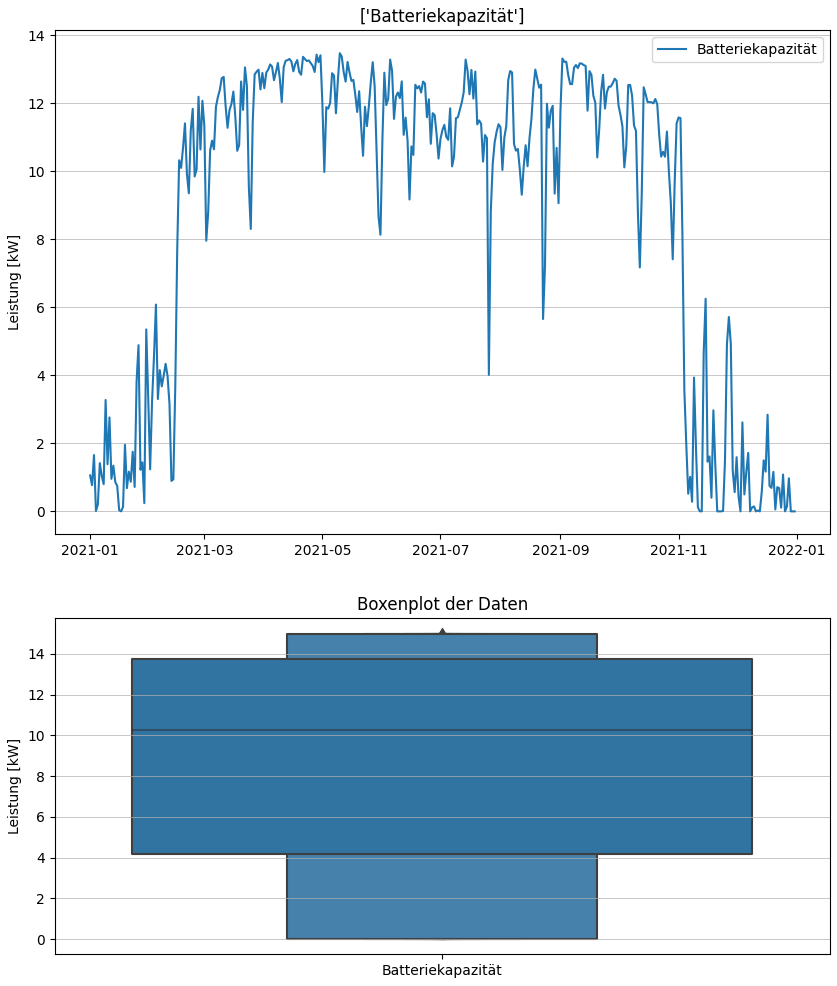 ['Batteriekapazität']
Batteriekapazität
Leistung [kW]
14
12
10
8
6
4
2
0
2021-01 2021-03 2021-05 2021-07 2021-09 2021-11 2022-01
Boxenplot der Daten
Leistung [kW]
14
12
10
8
6
4
2
0
Batteriekapazität